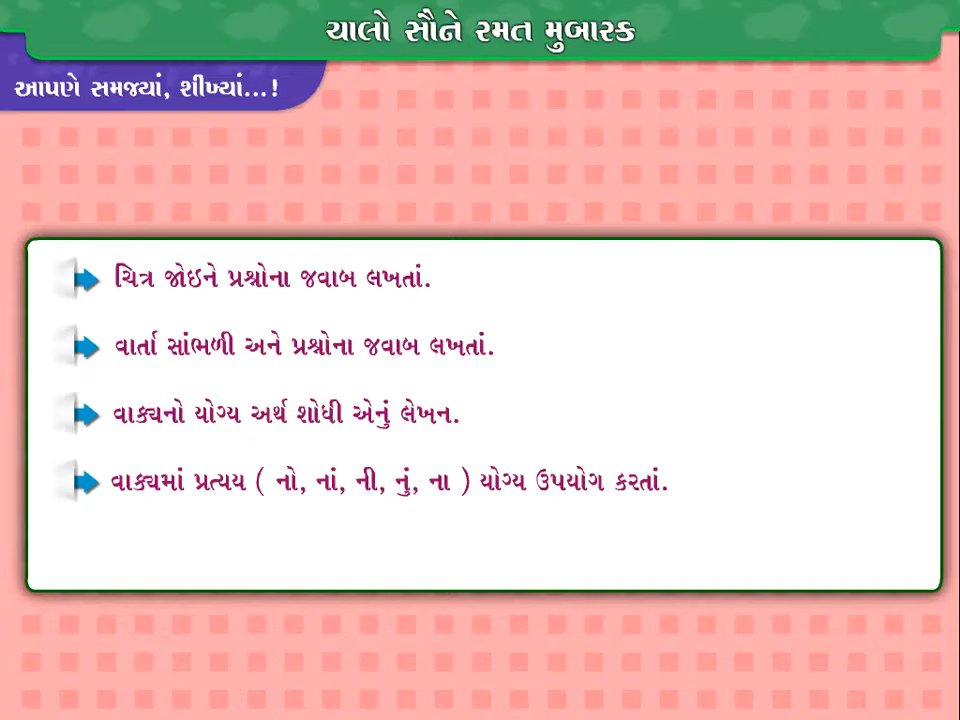 ચાલો સૌને રમત મુબારક
આપણે સમજ્યાં, શીખ્યાં...!
ચિત્ર જોઇને પ્રશ્નોના જવાબ લખતાં.
વાર્તા સાંભળી અને પ્રશ્નોના જવાબ લખતાં.
વાક્યનો યોગ્ય અર્થ શોધી એનું લેખન.
વાક્યમાં પ્રત્યય ( નો, નાં, ની, નું, ના ) યોગ્ય ઉપયોગ કરતાં.